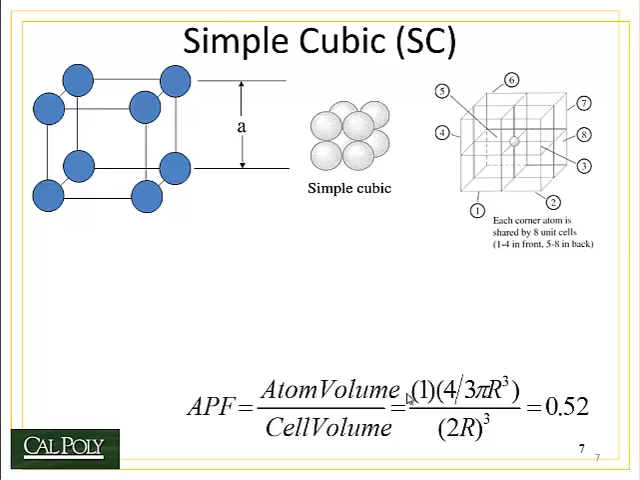 Simple Cubic (SC)
a
Simple cubic
5
6
7
4
8
3
1
2
Each corner atom is
shared by 8 unit cells
(1-4 in front, 5-8 in back)
APF = AtomVolume / CellVolume = (1)(4/3πR³) / (2R)³ = 0.52
CAL POLY
7
7